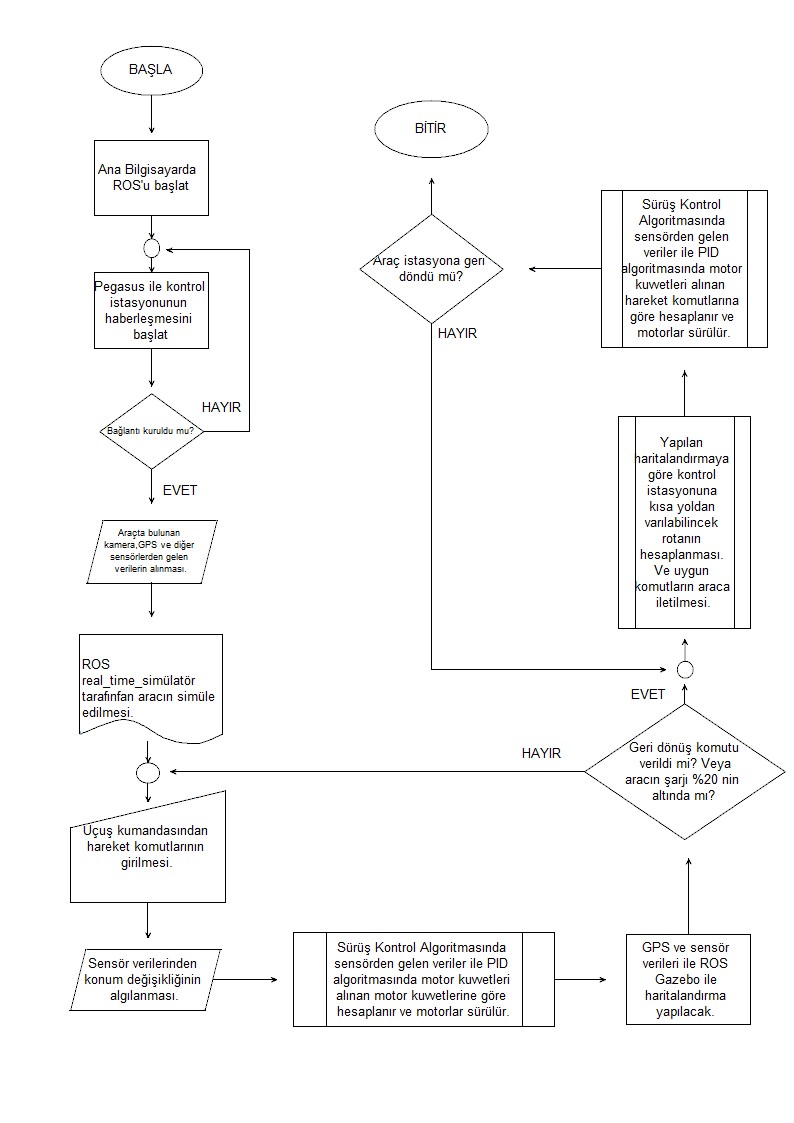 BAŞLA
Ana Bilgisayarda
ROS'u başlat
Pegasus ile kontrol
istasyonunun
haberleşmesini
başlat
HAYIR
Bağlantı kuruldu mu?
EVET
Araçta bulunan
kamera,GPS ve diğer
sensörlerden gelen
verilerin alınması.
ROS
real_time_simülatör
tarafınfan aracın simüle
edilmesi.
Uçuş kumandasından
hareket komutlarının
girilmesi.
Sensör verilerinden
konum değişikliğinin
algılanması.
Sürüş Kontrol Algoritmasında
sensörden gelen veriler ile PID
algoritmasında motor kuvvetleri
alınan motor kuvvetlerine göre
hesaplanır ve motorlar sürülür.
GPS ve sensör
verileri ile ROS
Gazebo ile
haritalandırma
yapılacak.
Geri dönüş komutu
verildi mi? Veya
aracın şarjı %20 nin
altında mı?
HAYIR
EVET
Yapılan
haritalandırmaya
göre kontrol
istasyonuna
kısa yoldan
varılabilincek
rotanın
hesaplanması.
Ve uygun
komutların araca
iletilmesi.
Sürüş Kontrol
Algoritmasında
sensörden gelen
veriler ile PID
algoritmasında motor
kuvvetleri alınan
hareket komutlarına
göre hesaplanır ve
motorlar sürülür.
Araç istasyona geri
döndü mü?
HAYIR
BİTİR